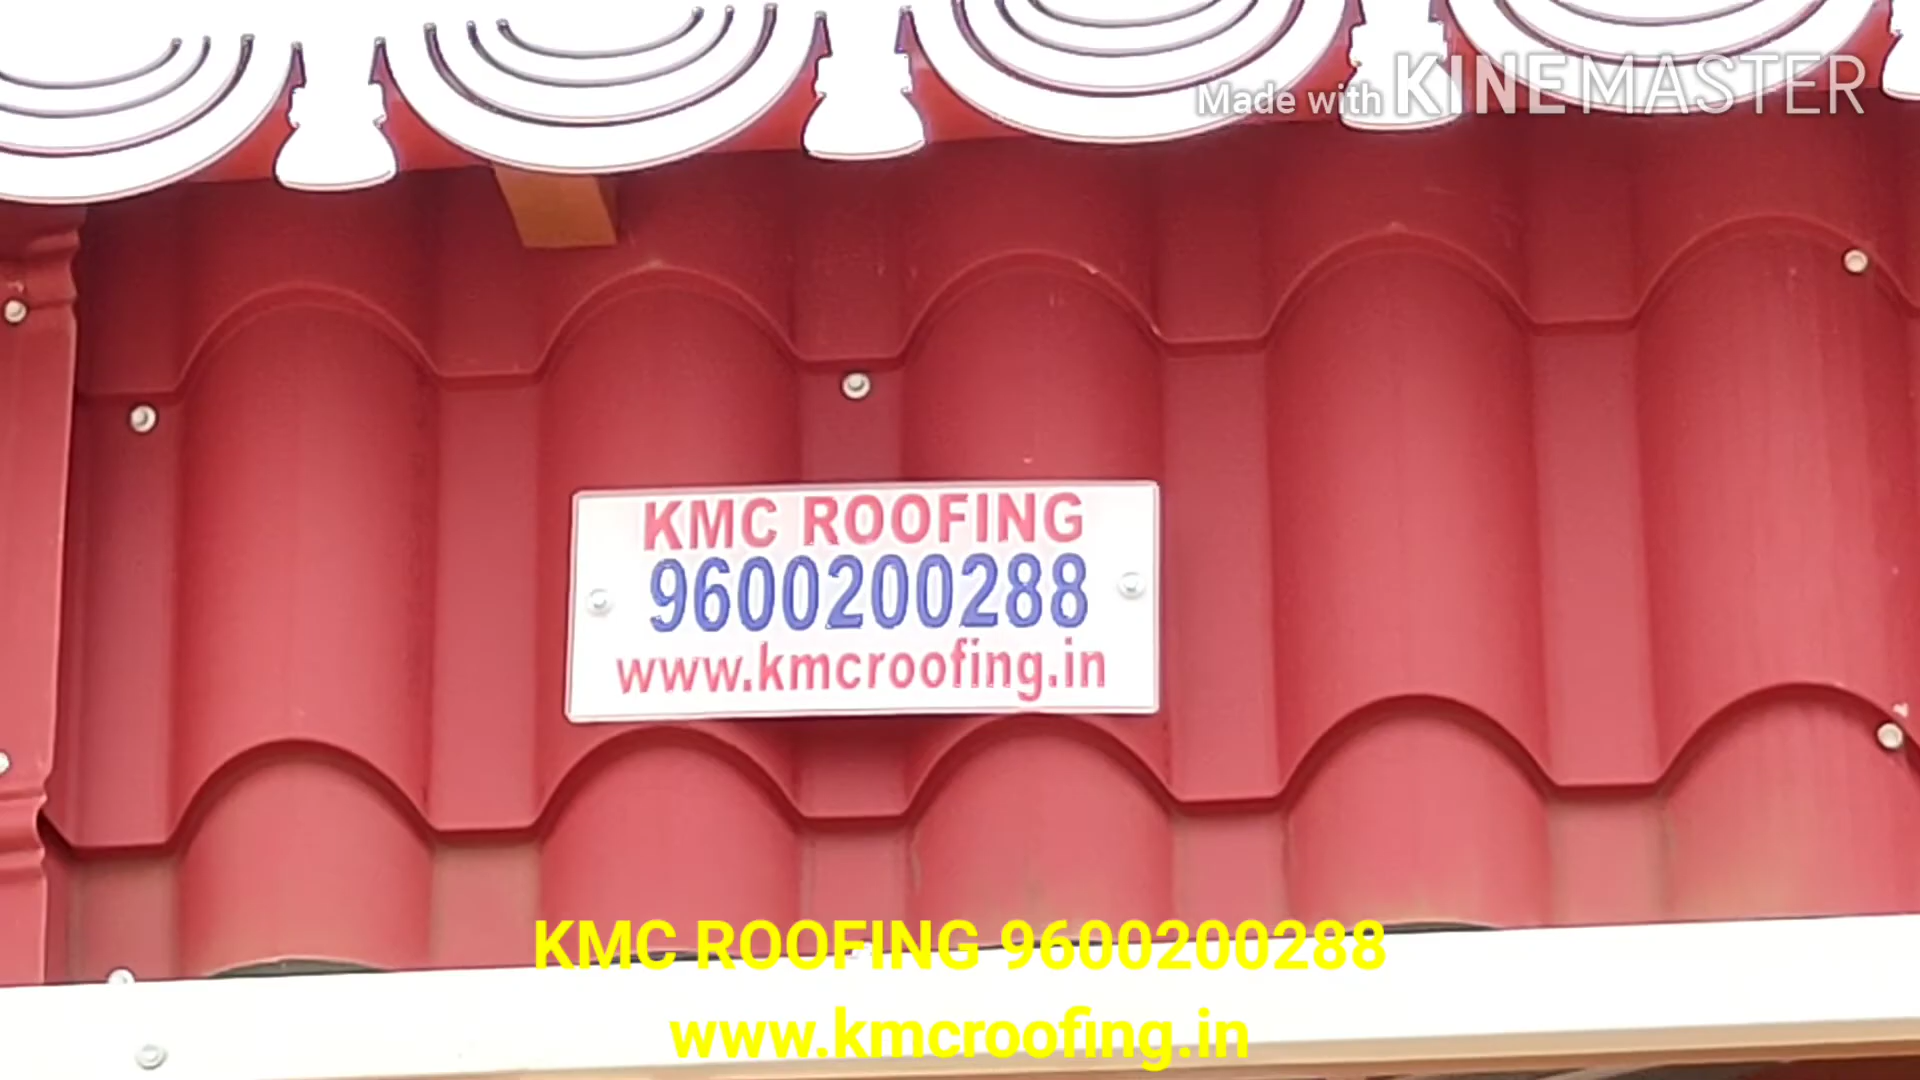 Made with KINEMASTER
KMC ROOFING
9600200288
www.kmcroofing.in
KMC ROOFING 9600200288
www.kmcroofing.in